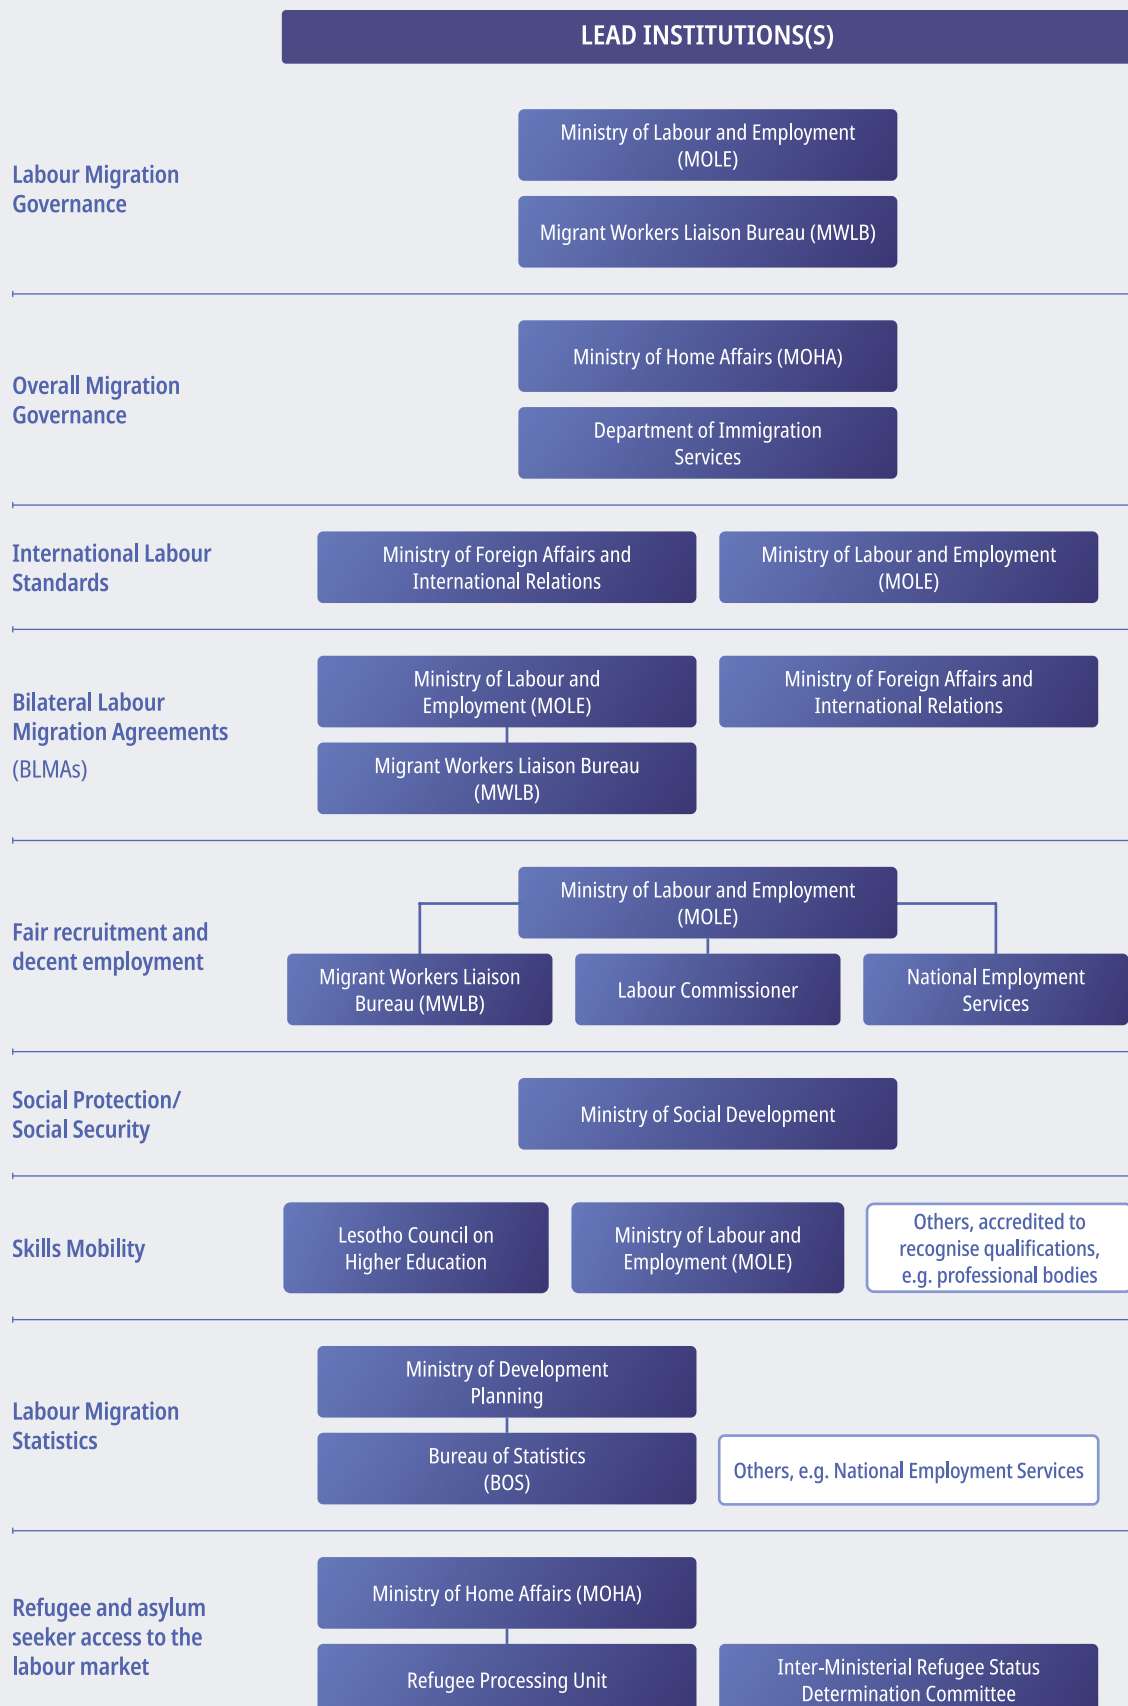 LEAD INSTITUTIONS(S)
Labour Migration
Governance
Ministry of Labour and Employment
(MOLE)
Migrant Workers Liaison Bureau (MWLB)
Overall Migration
Governance
Ministry of Home Affairs (MOHA)
Department of Immigration
Services
International Labour
Standards
Ministry of Foreign Affairs and
International Relations
Ministry of Labour and Employment
(MOLE)
Bilateral Labour
Migration Agreements
(BLMAs)
Ministry of Labour and
Employment (MOLE)
Ministry of Foreign Affairs and
International Relations
Migrant Workers Liaison Bureau
(MWLB)
Fair recruitment and
decent employment
Ministry of Labour and Employment
(MOLE)
Migrant Workers Liaison
Bureau (MWLB)
Labour Commissioner
National Employment
Services
Social Protection/
Social Security
Ministry of Social Development
Skills Mobility
Lesotho Council on
Higher Education
Ministry of Labour and
Employment (MOLE)
Others, accredited to
recognise qualifications,
e.g. professional bodies
Labour Migration
Statistics
Ministry of Development
Planning
Bureau of Statistics
(BOS)
Others, e.g. National Employment Services
Refugee and asylum
seeker access to the
labour market
Ministry of Home Affairs (MOHA)
Refugee Processing Unit
Inter-Ministerial Refugee Status
Determination Committee